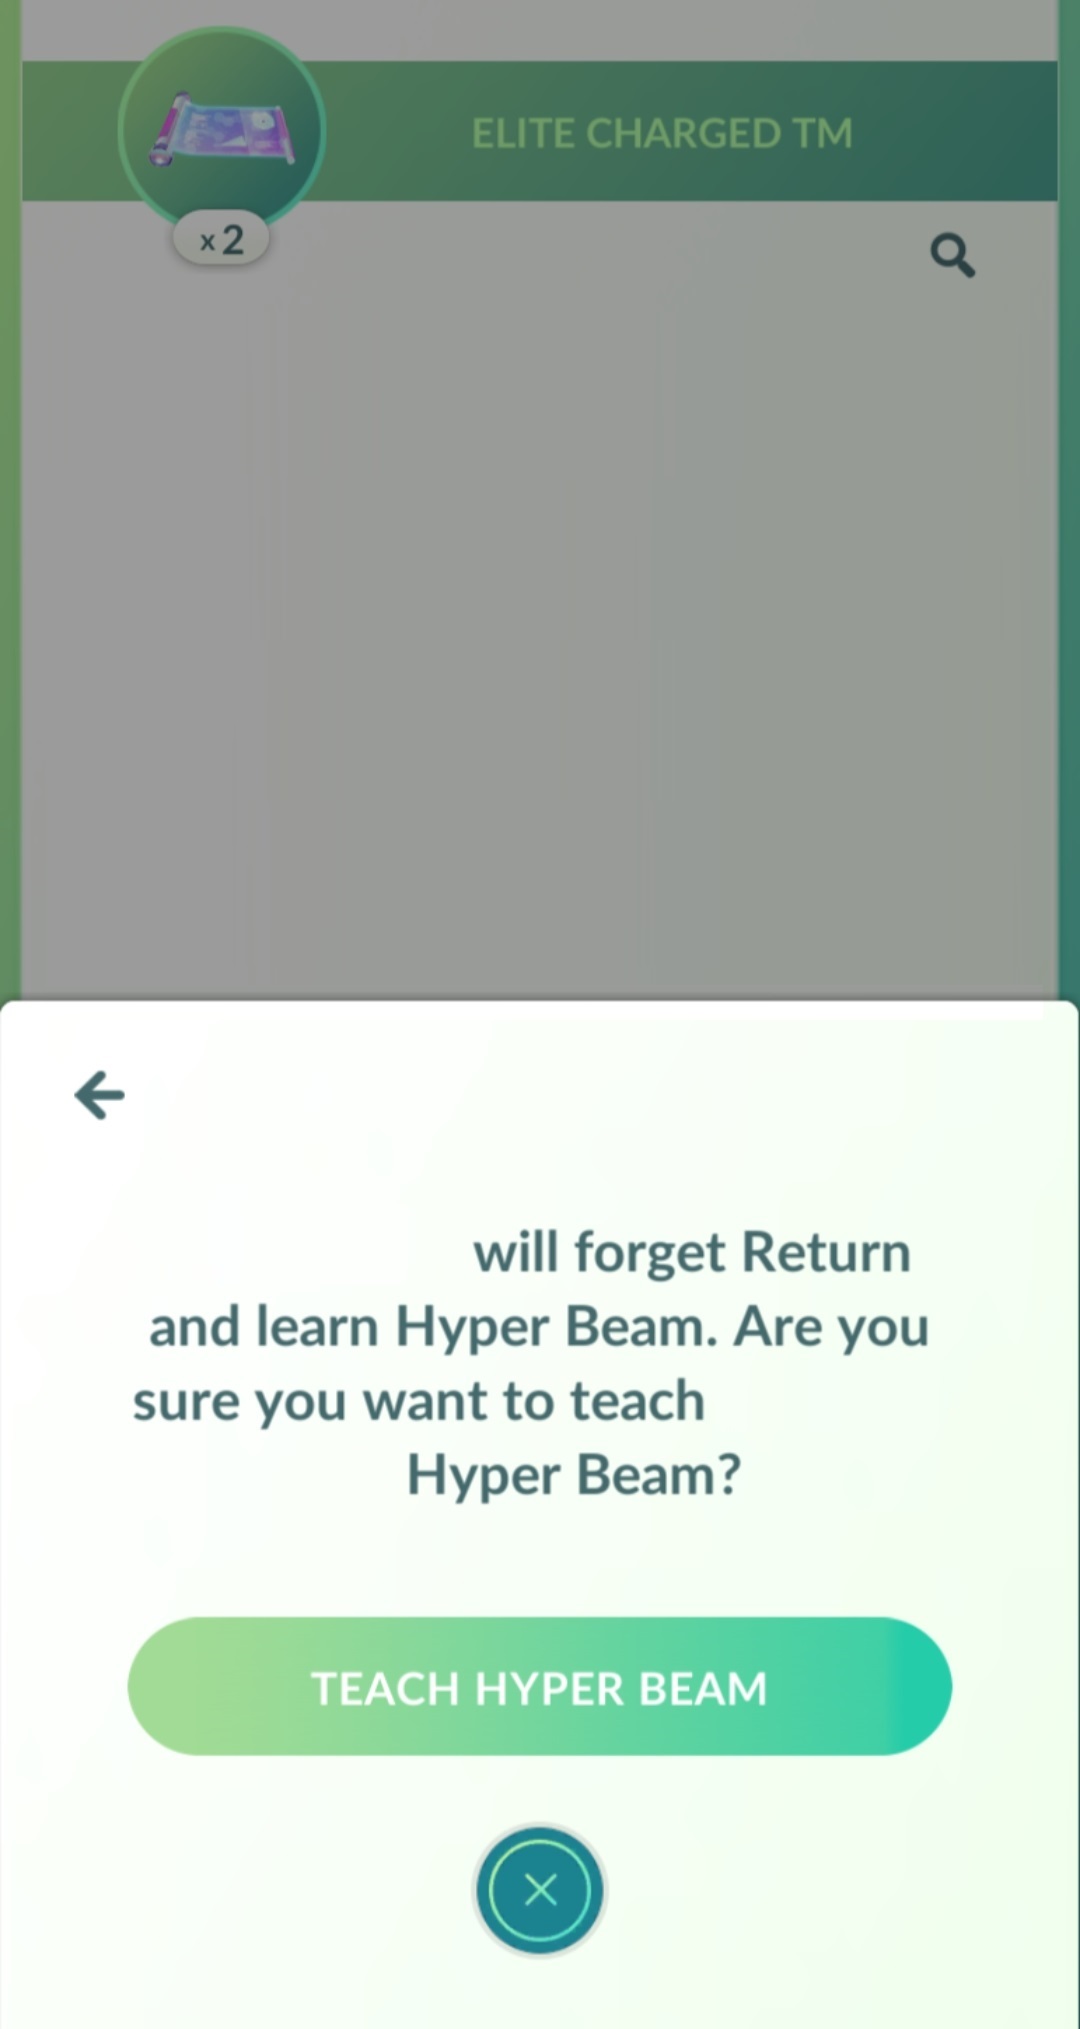 ELITE CHARGED TM
x2
will forget Return
and learn Hyper Beam. Are you
sure you want to teach
Hyper Beam?
TEACH HYPER BEAM